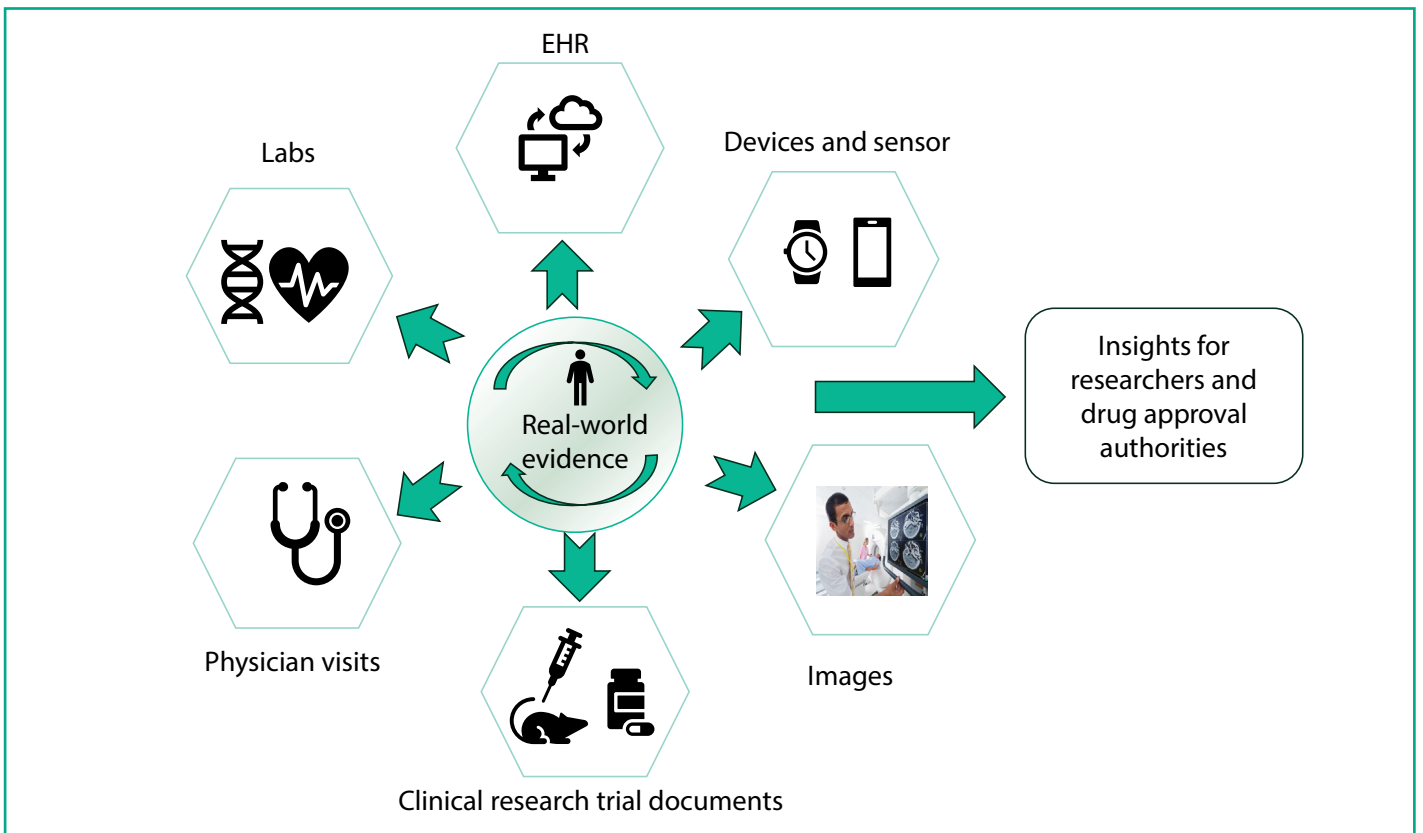 EHR
Labs
Devices and sensor
Real-world
evidence
Insights for
researchers and
drug approval
authorities
Physician visits
Images
Clinical research trial documents